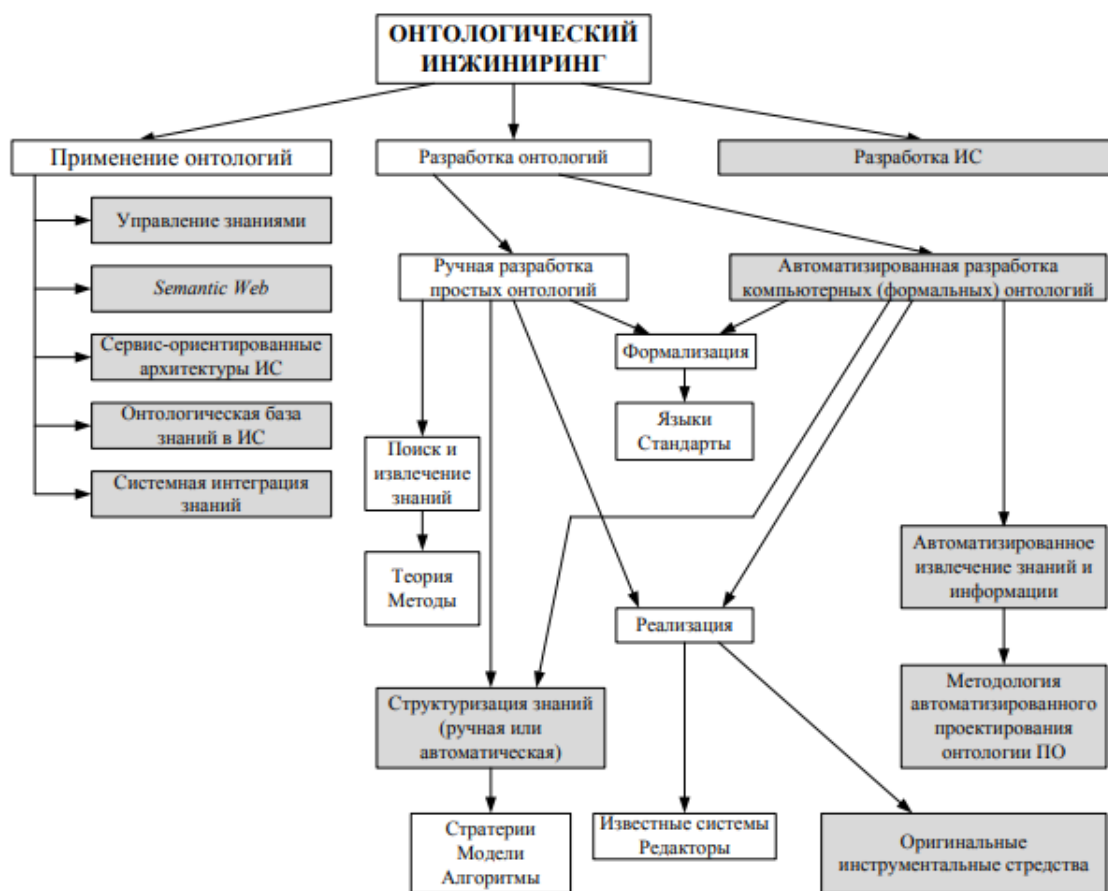 ОНТОЛОГИЧЕСКИЙ
ИНЖИНИРИНГ
Применение онтологий
Разработка онтологий
Разработка ИС
Управление знаниями
Semantic Web
Сервис-ориентированные
архитектуры ИС
Онтологическая база
знаний в ИС
Системная интеграция
знаний
Ручная разработка
простых онтологий
Автоматизированная разработка
компьютерных (формальных) онтологий
Формализация
Языки
Стандарты
Поиск и
извлечение
знаний
Теория
Методы
Автоматизированное
извлечение знаний и
информации
Реализация
Структуризация знаний
(ручная или
автоматическая)
Методология
автоматизированного
проектирования
онтологии ПО
Стратерии
Модели
Алгоритмы
Известные системы
Редакторы
Оригинальные
инструментальные стредства